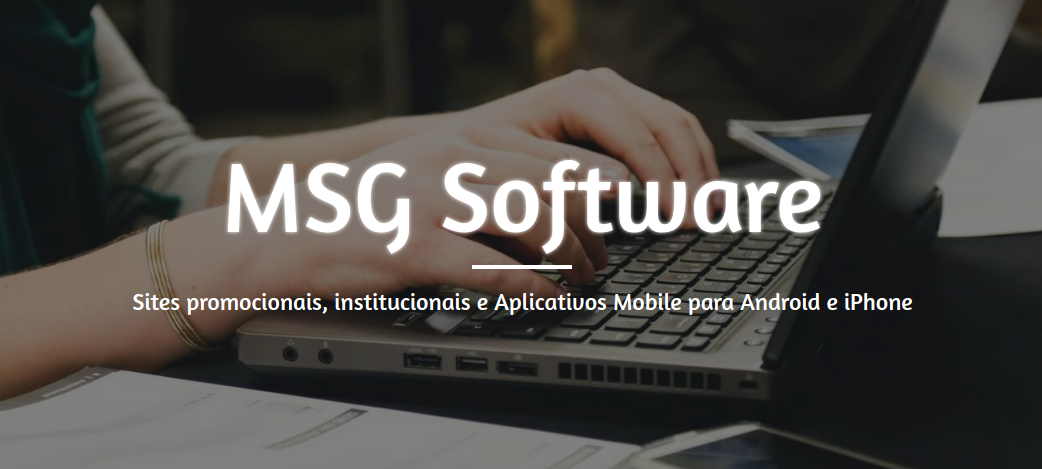 MSG Software
Sites promocionais, institucionais e Aplicativos Mobile para Android e iPhone